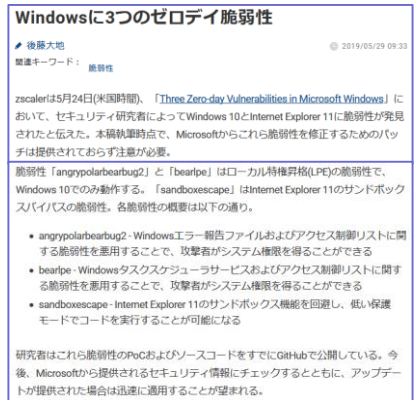 Windowsに3つのゼロデイ脆弱性
後藤大地
2019/05/29 09:33
関連キーワード：
脆弱性
zscalerは5月24日(米国時間)、「Three Zero-day Vulnerabilities in Microsoft Windows」に
おいて、セキュリティ研究者によってWindows 10とInternet Explorer 11に脆弱性が発見
されたと伝えた。本稿執筆時点で、Microsoftからこれら脆弱性を修正するためのパッ
チは提供されておらず注意が必要。
脆弱性「angrypolarbearbug2」と「bearlpe」はローカル特権昇格(LPE)の脆弱性で、
Windows 10でのみ動作する。「sandboxescape」はInternet Explorer 11のサンドボック
スバイパスの脆弱性。各脆弱性の概要は以下の通り。
• angrypolarbearbug2 - Windowsエラー報告ファイルおよびアクセス制御リストに関
する脆弱性を悪用することで、攻撃者がシステム権限を得ることができる
• bearlpe - Windowsタスクスケジューラサービスおよびアクセス制御リストに関す
る脆弱性を悪用することで、攻撃者がシステム権限を得ることができる
• sandboxescape - Internet Explorer 11のサンドボックス機能を回避し、低い保護
モードでコードを実行することが可能になる
研究者はこれら脆弱性のPoCおよびソースコードをすでにGitHubで公開している。今
後、Microsoftから提供されるセキュリティ情報にチェックするとともに、アップデー
トが提供された場合は迅速に適用することが望まれる。